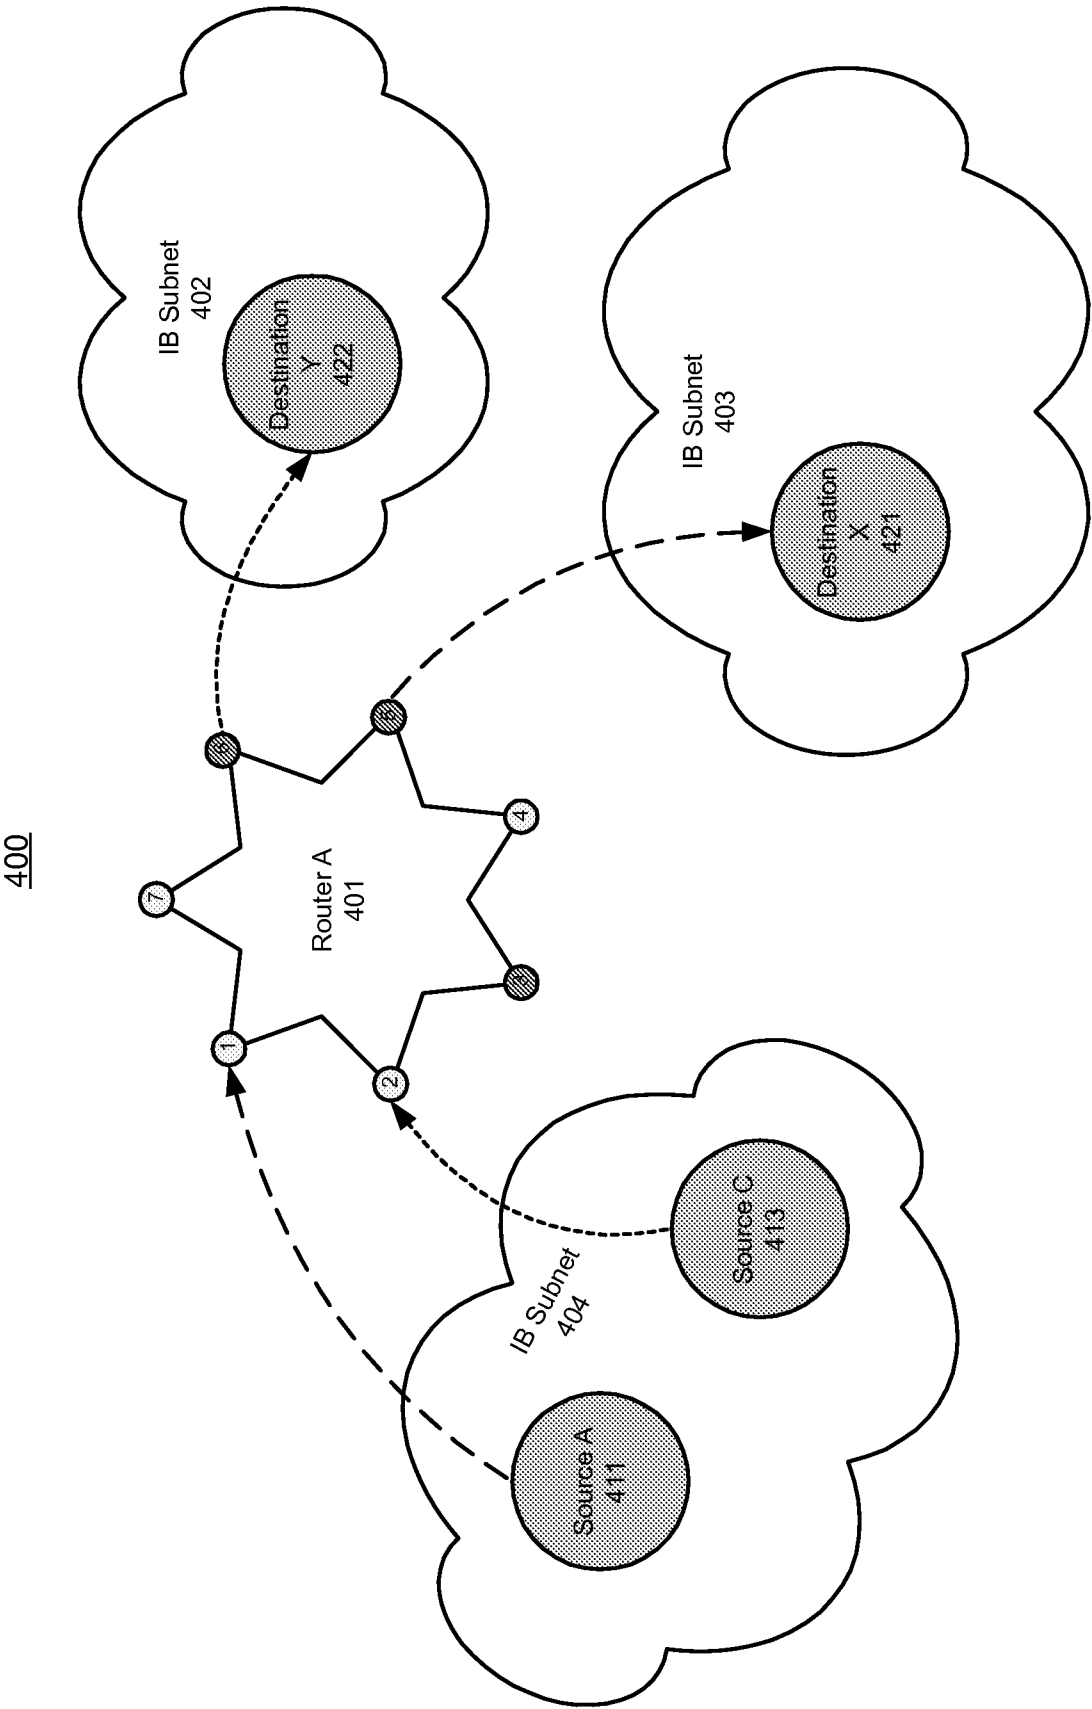 400
IB Subnet
402
Destination
Y
422
IB Subnet
403
Destination
X
421
7
1
2
4
Router A
401
IB Subnet
404
Source A
411
Source C
413